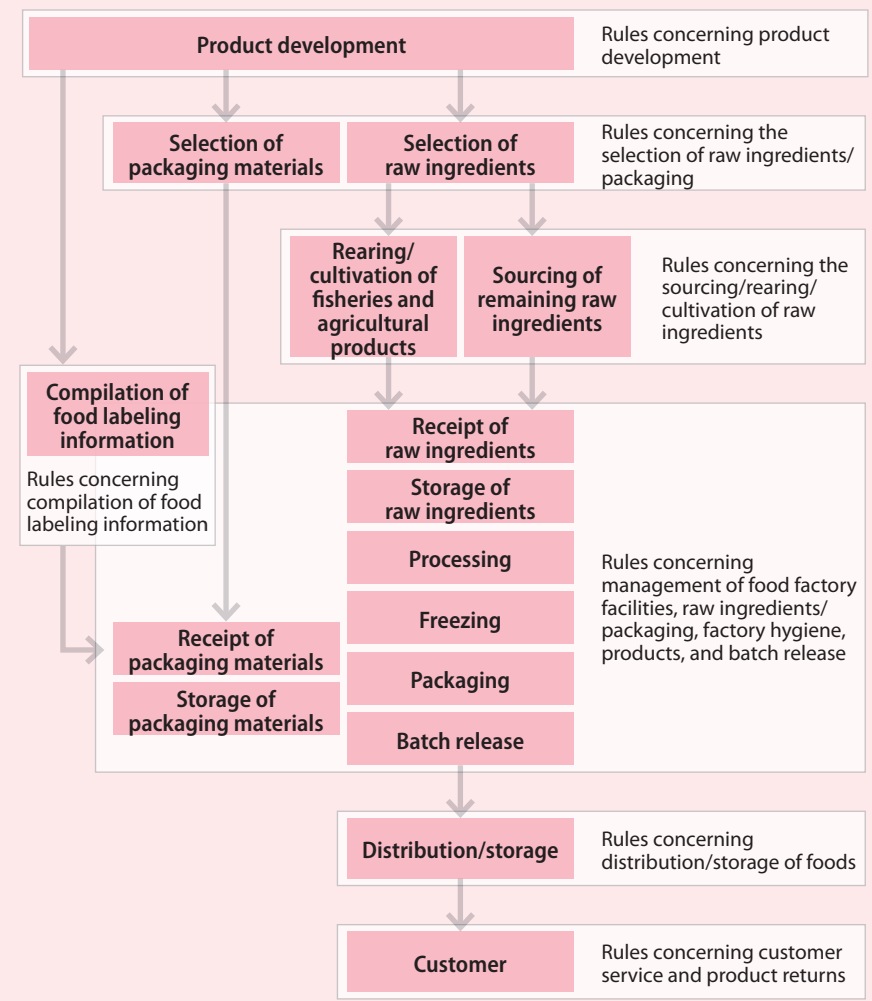 Product development
Rules concerning product
development
Selection of
packaging materials
Selection of
raw ingredients
Rules concerning the
selection of raw ingredients/
packaging
Rearing/
cultivation of
fisheries and
agricultural
products
Sourcing of
remaining raw
ingredients
Rules concerning the
sourcing/rearing/
cultivation of raw
ingredients
Compilation of
food labeling
information
Rules concerning
compilation of food
labeling information
Receipt of
raw ingredients
Storage of
raw ingredients
Processing
Freezing
Packaging
Batch release
Receipt of
packaging materials
Storage of
packaging materials
Rules concerning
management of food factory
facilities, raw ingredients/
packaging, factory hygiene,
products, and batch release
Distribution/storage
Rules concerning
distribution/storage of foods
Customer
Rules concerning customer
service and product returns